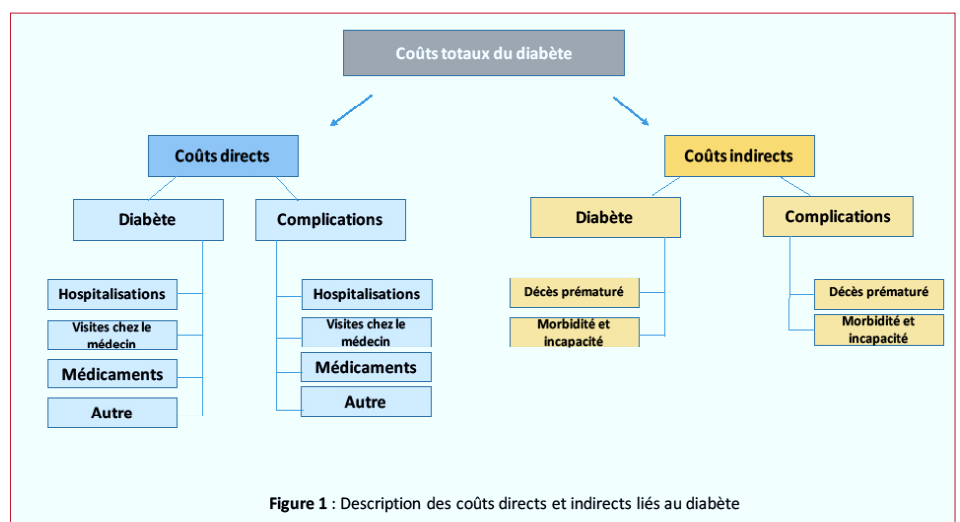 Coûts totaux du diabète
Coûts directs
Coûts indirects
Diabète
Complications
Diabète
Complications
Hospitalisations
Visites chez le
médecin
Médicaments
Autre
Hospitalisations
Visites chez le
médecin
Médicaments
Autre
Décès prématuré
Morbidité et
incapacité
Décès prématuré
Morbidité et
incapacité
Figure 1 : Description des coûts directs et indirects liés au diabète